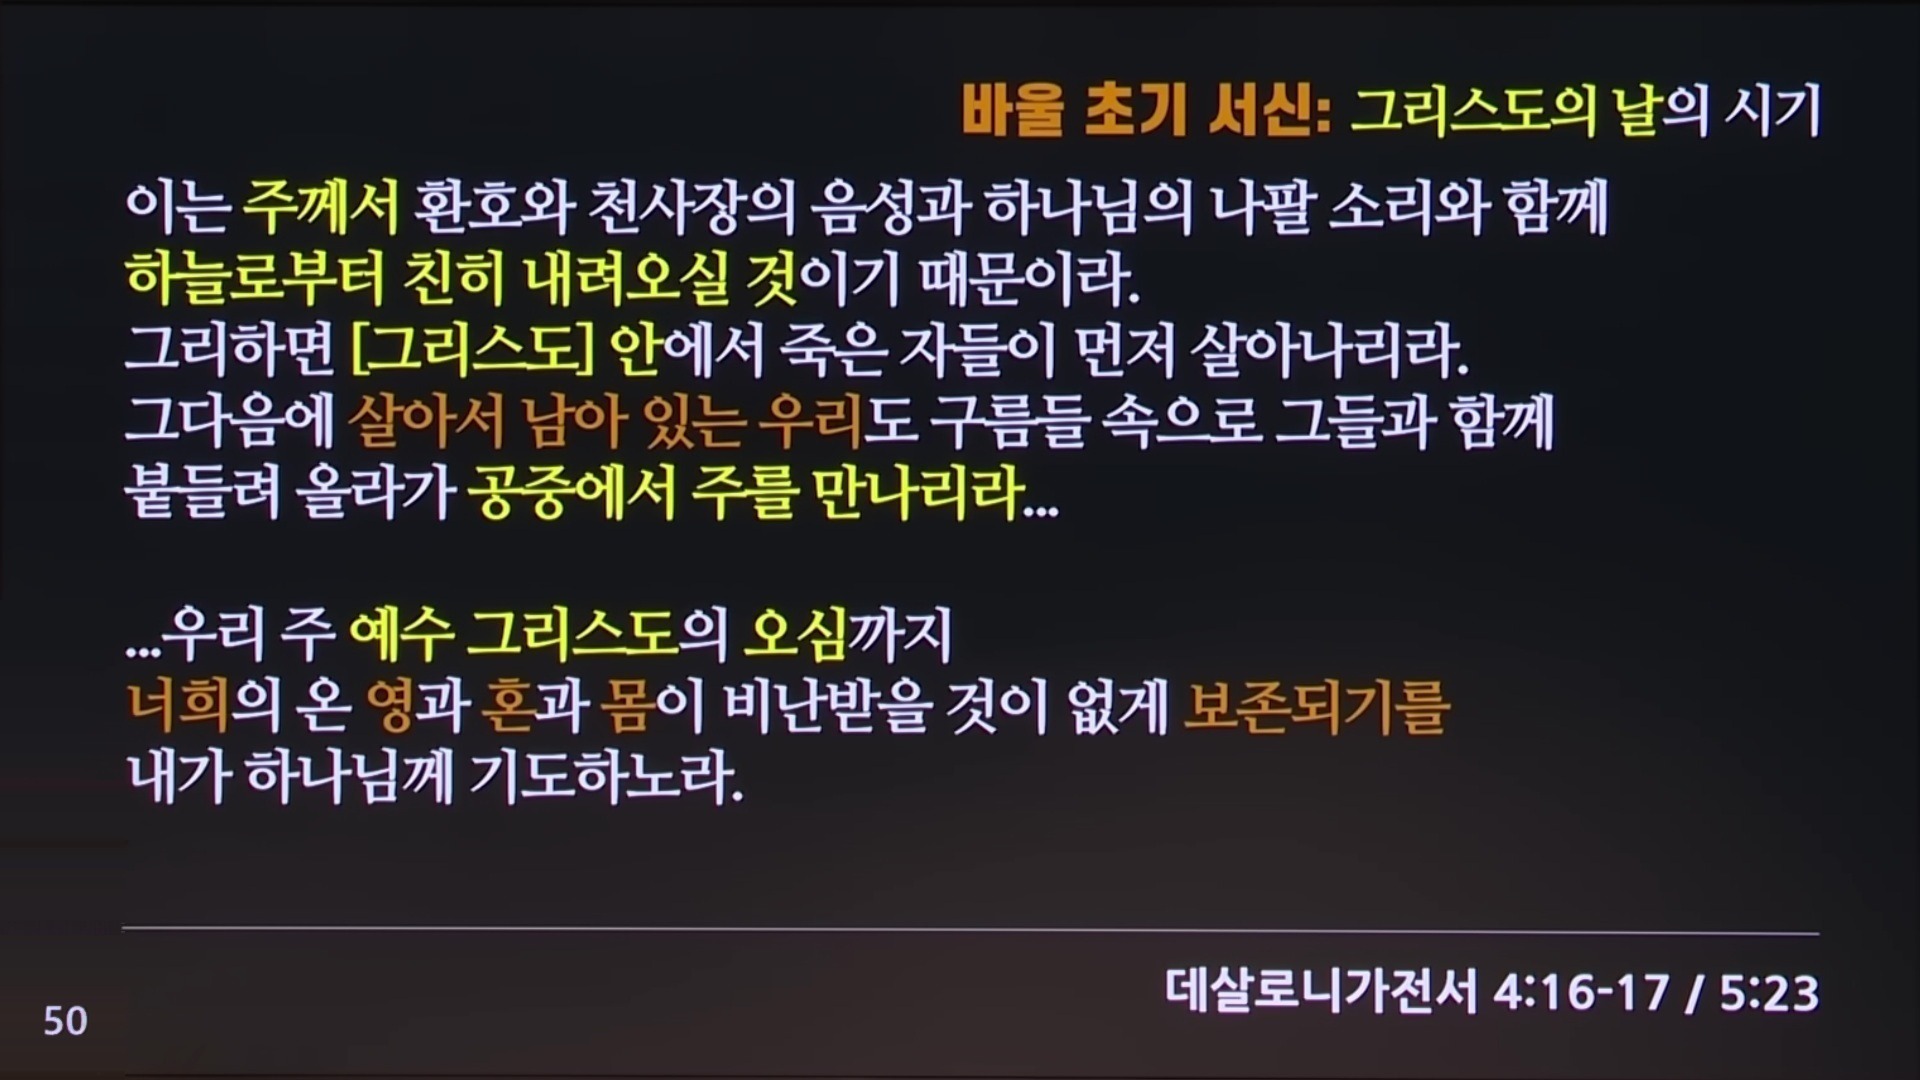 바울 초기 서신: 그리스도의 날의 시기
이는 주께서 환호와 천사장의 음성과 하나님의 나팔 소리와 함께
하늘로부터 친히 내려오실 것이기 때문이라.
그리하면 [그리스도] 안에서 죽은 자들이 먼저 살아나리라.
그다음에 살아서 남아 있는 우리도 구름들 속으로 그들과 함께
붙들려 올라가 공중에서 주를 만나리라...
...우리 주 예수 그리스도의 오심까지
너희의 온 영과 혼과 몸이 비난받을 것이 없게 보존되기를
내가 하나님께 기도하노라.
데살로니가전서 4:16-17 / 5:23
50